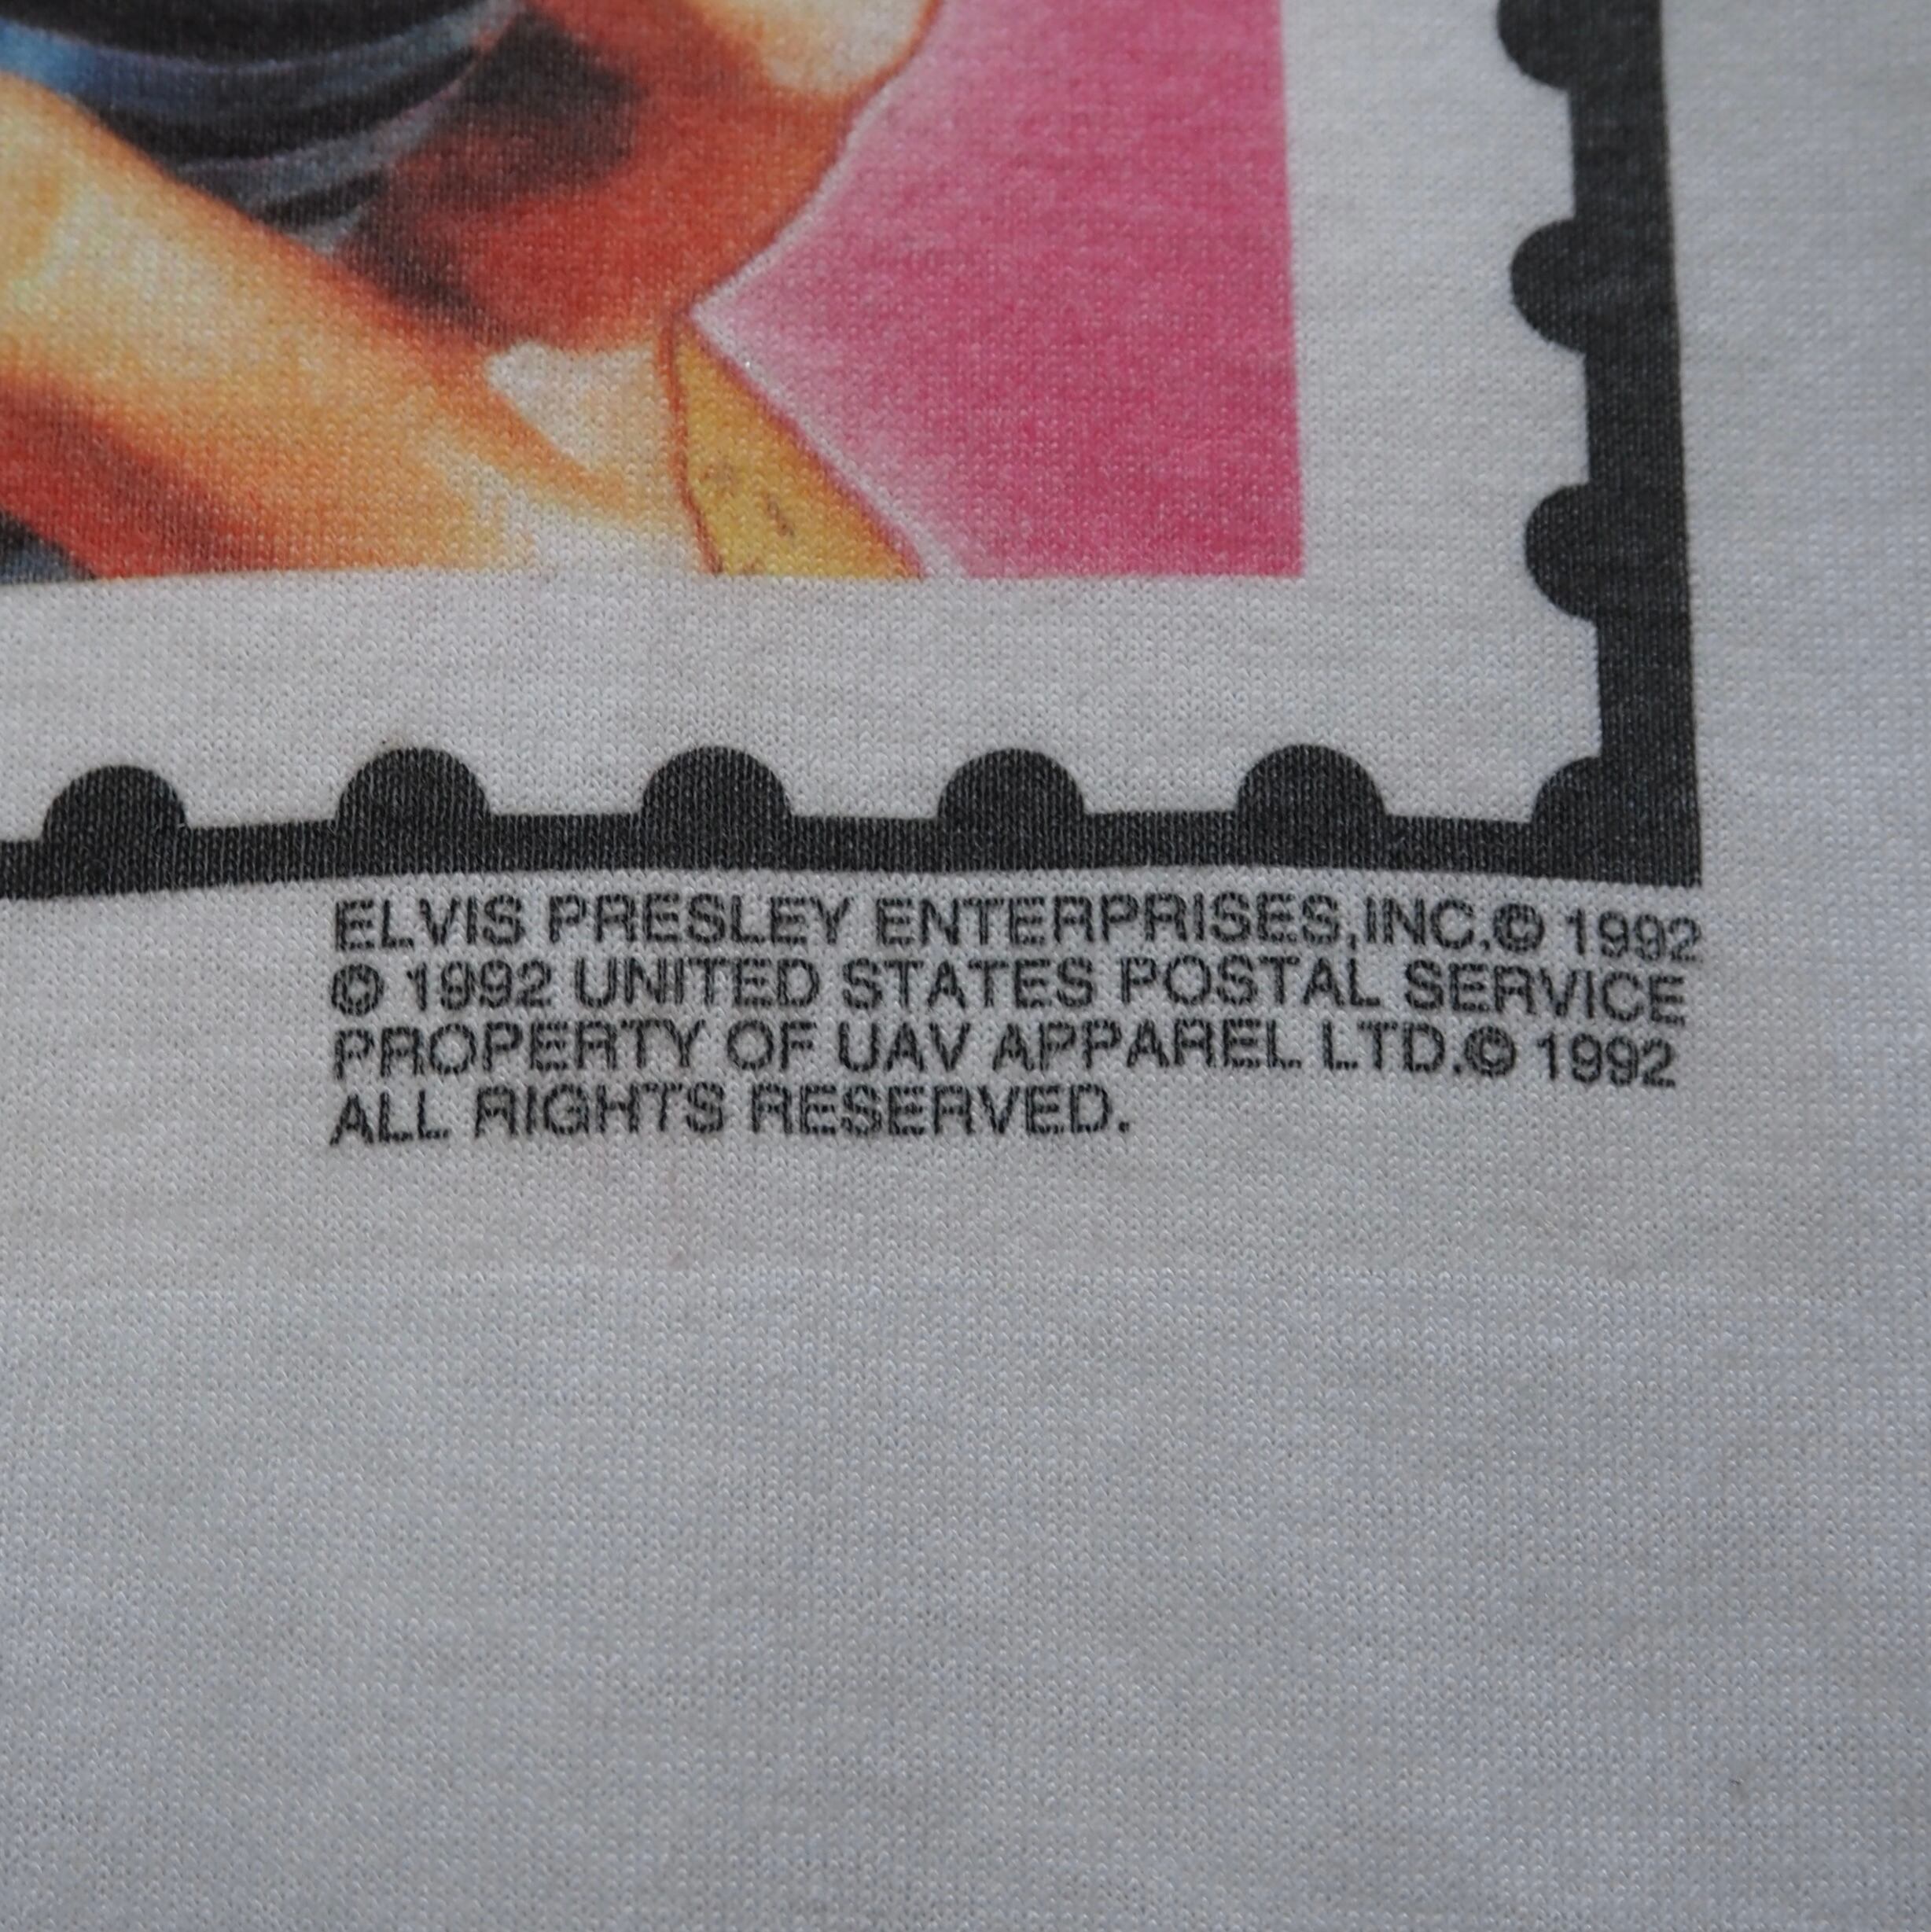 ELVIS PRESLEY ENTERPRISES,INC.© 1992
© 1992 UNITED STATES POSTAL SERVICE
PROPERTY OF UAV APPAREL LTD.© 1992
ALL RIGHTS RESERVED.